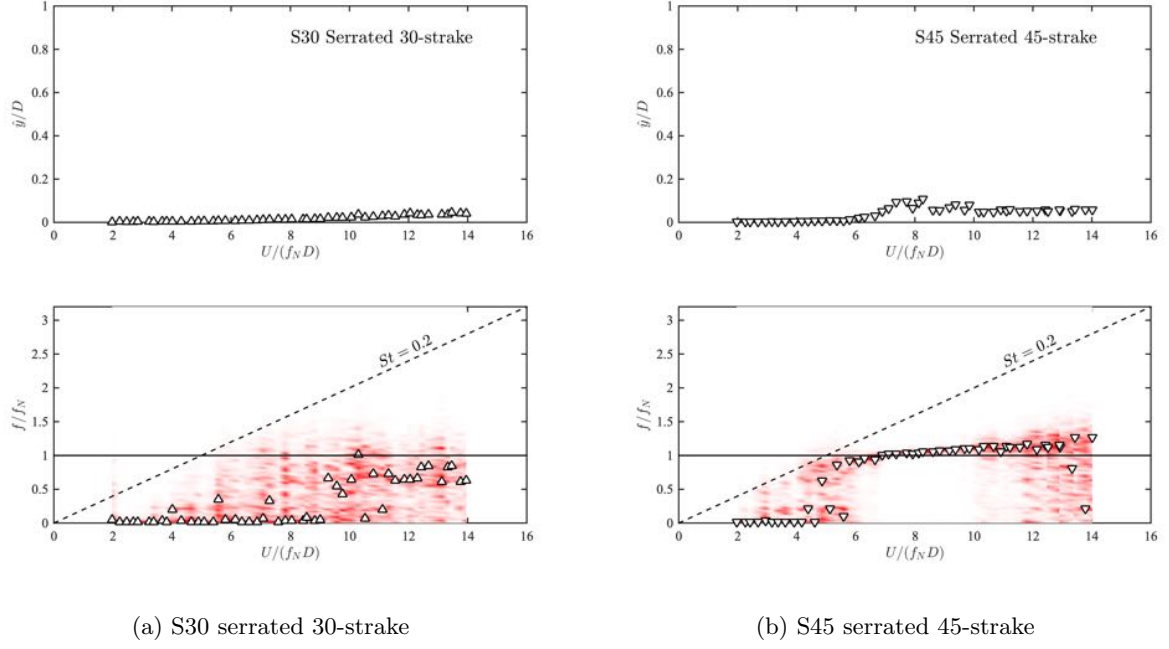 1
0.8
0.6
0.4
0.2
0
ŷ/D
S30 Serrated 30-strake
0 2 4 6 8 10 12 14 16
U/(f_N D)
1
0.8
0.6
0.4
0.2
0
ŷ/D
S45 Serrated 45-strake
0 2 4 6 8 10 12 14 16
U/(f_N D)
3
2.5
2
1.5
1
0.5
0
f/f_N
St = 0.2
0 2 4 6 8 10 12 14 16
U/(f_N D)
3
2.5
2
1.5
1
0.5
0
f/f_N
St = 0.2
0 2 4 6 8 10 12 14 16
U/(f_N D)
(a) S30 serrated 30-strake
(b) S45 serrated 45-strake